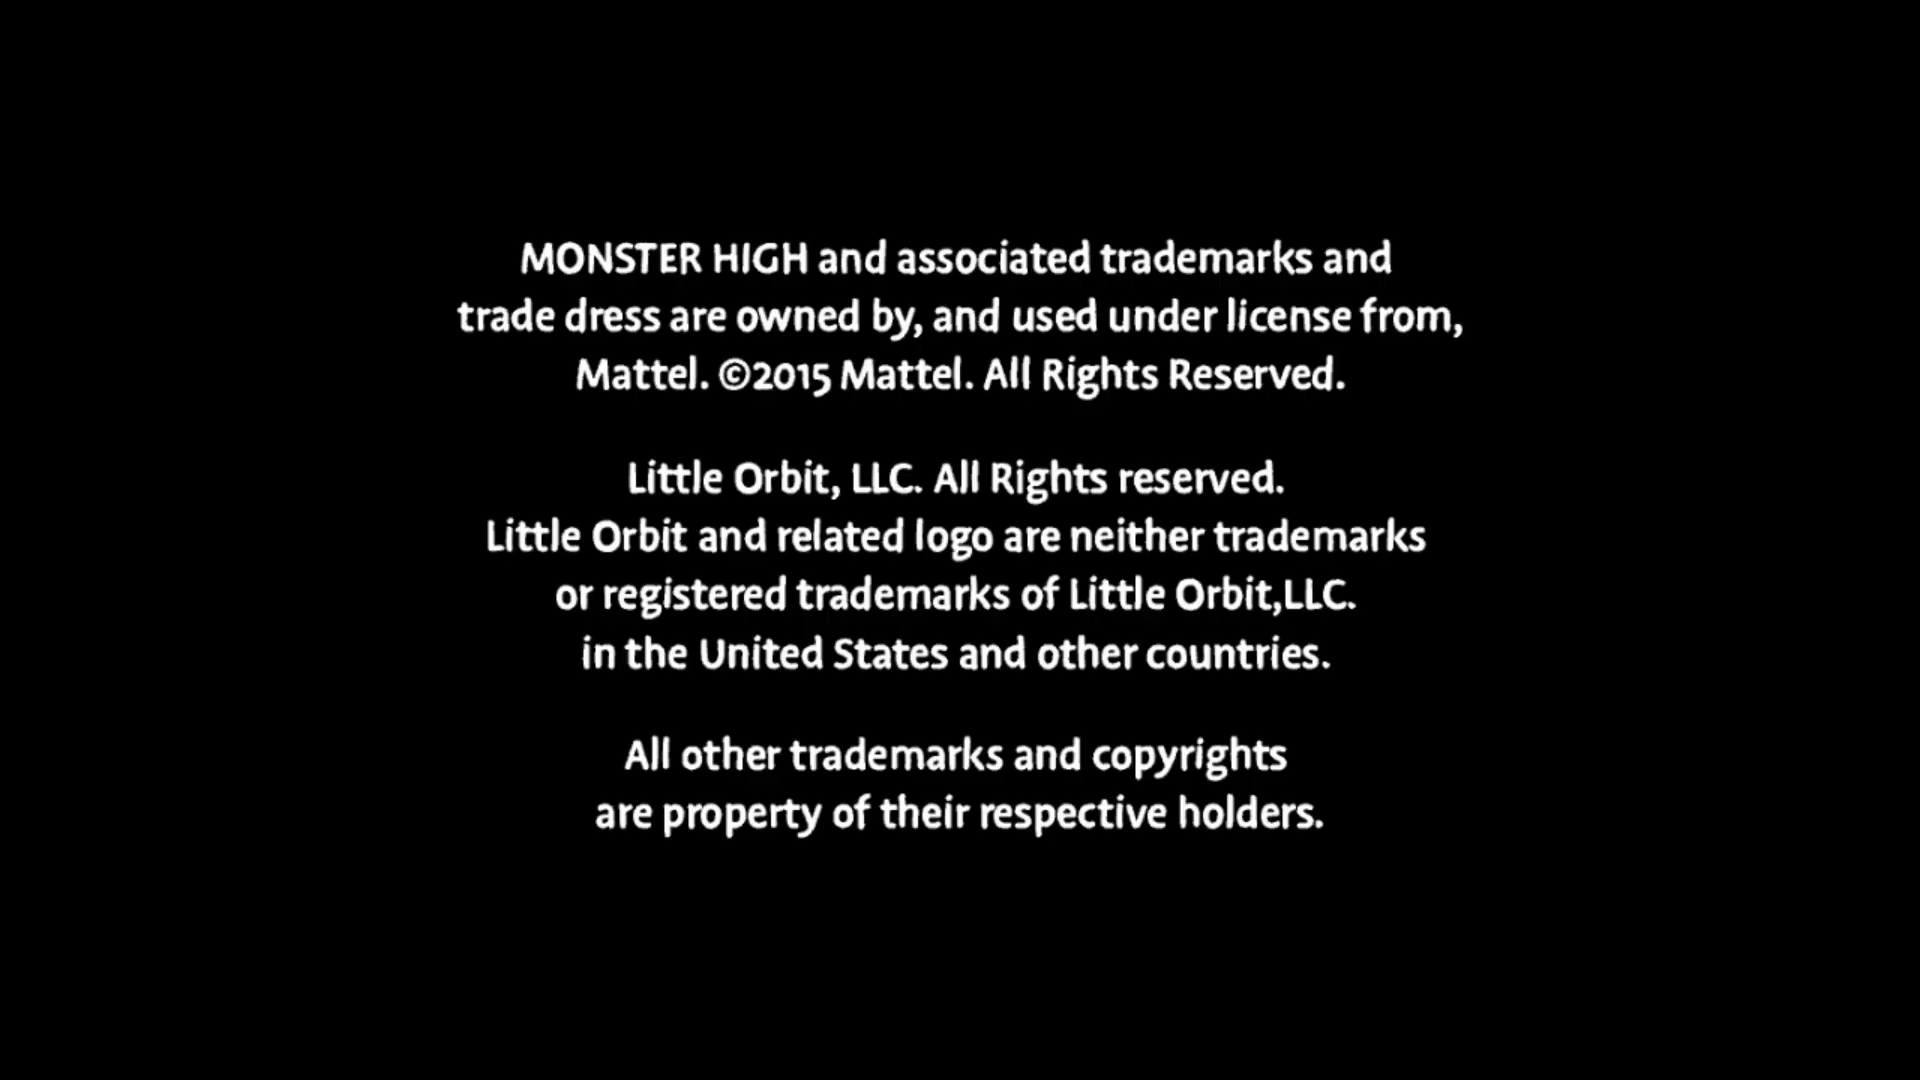 MONSTER HIGH and associated trademarks and
trade dress are owned by, and used under license from,
Mattel. ©2015 Mattel. All Rights Reserved.
Little Orbit, LLC. All Rights reserved.
Little Orbit and related logo are neither trademarks
or registered trademarks of Little Orbit,LLC.
in the United States and other countries.
All other trademarks and copyrights
are property of their respective holders.